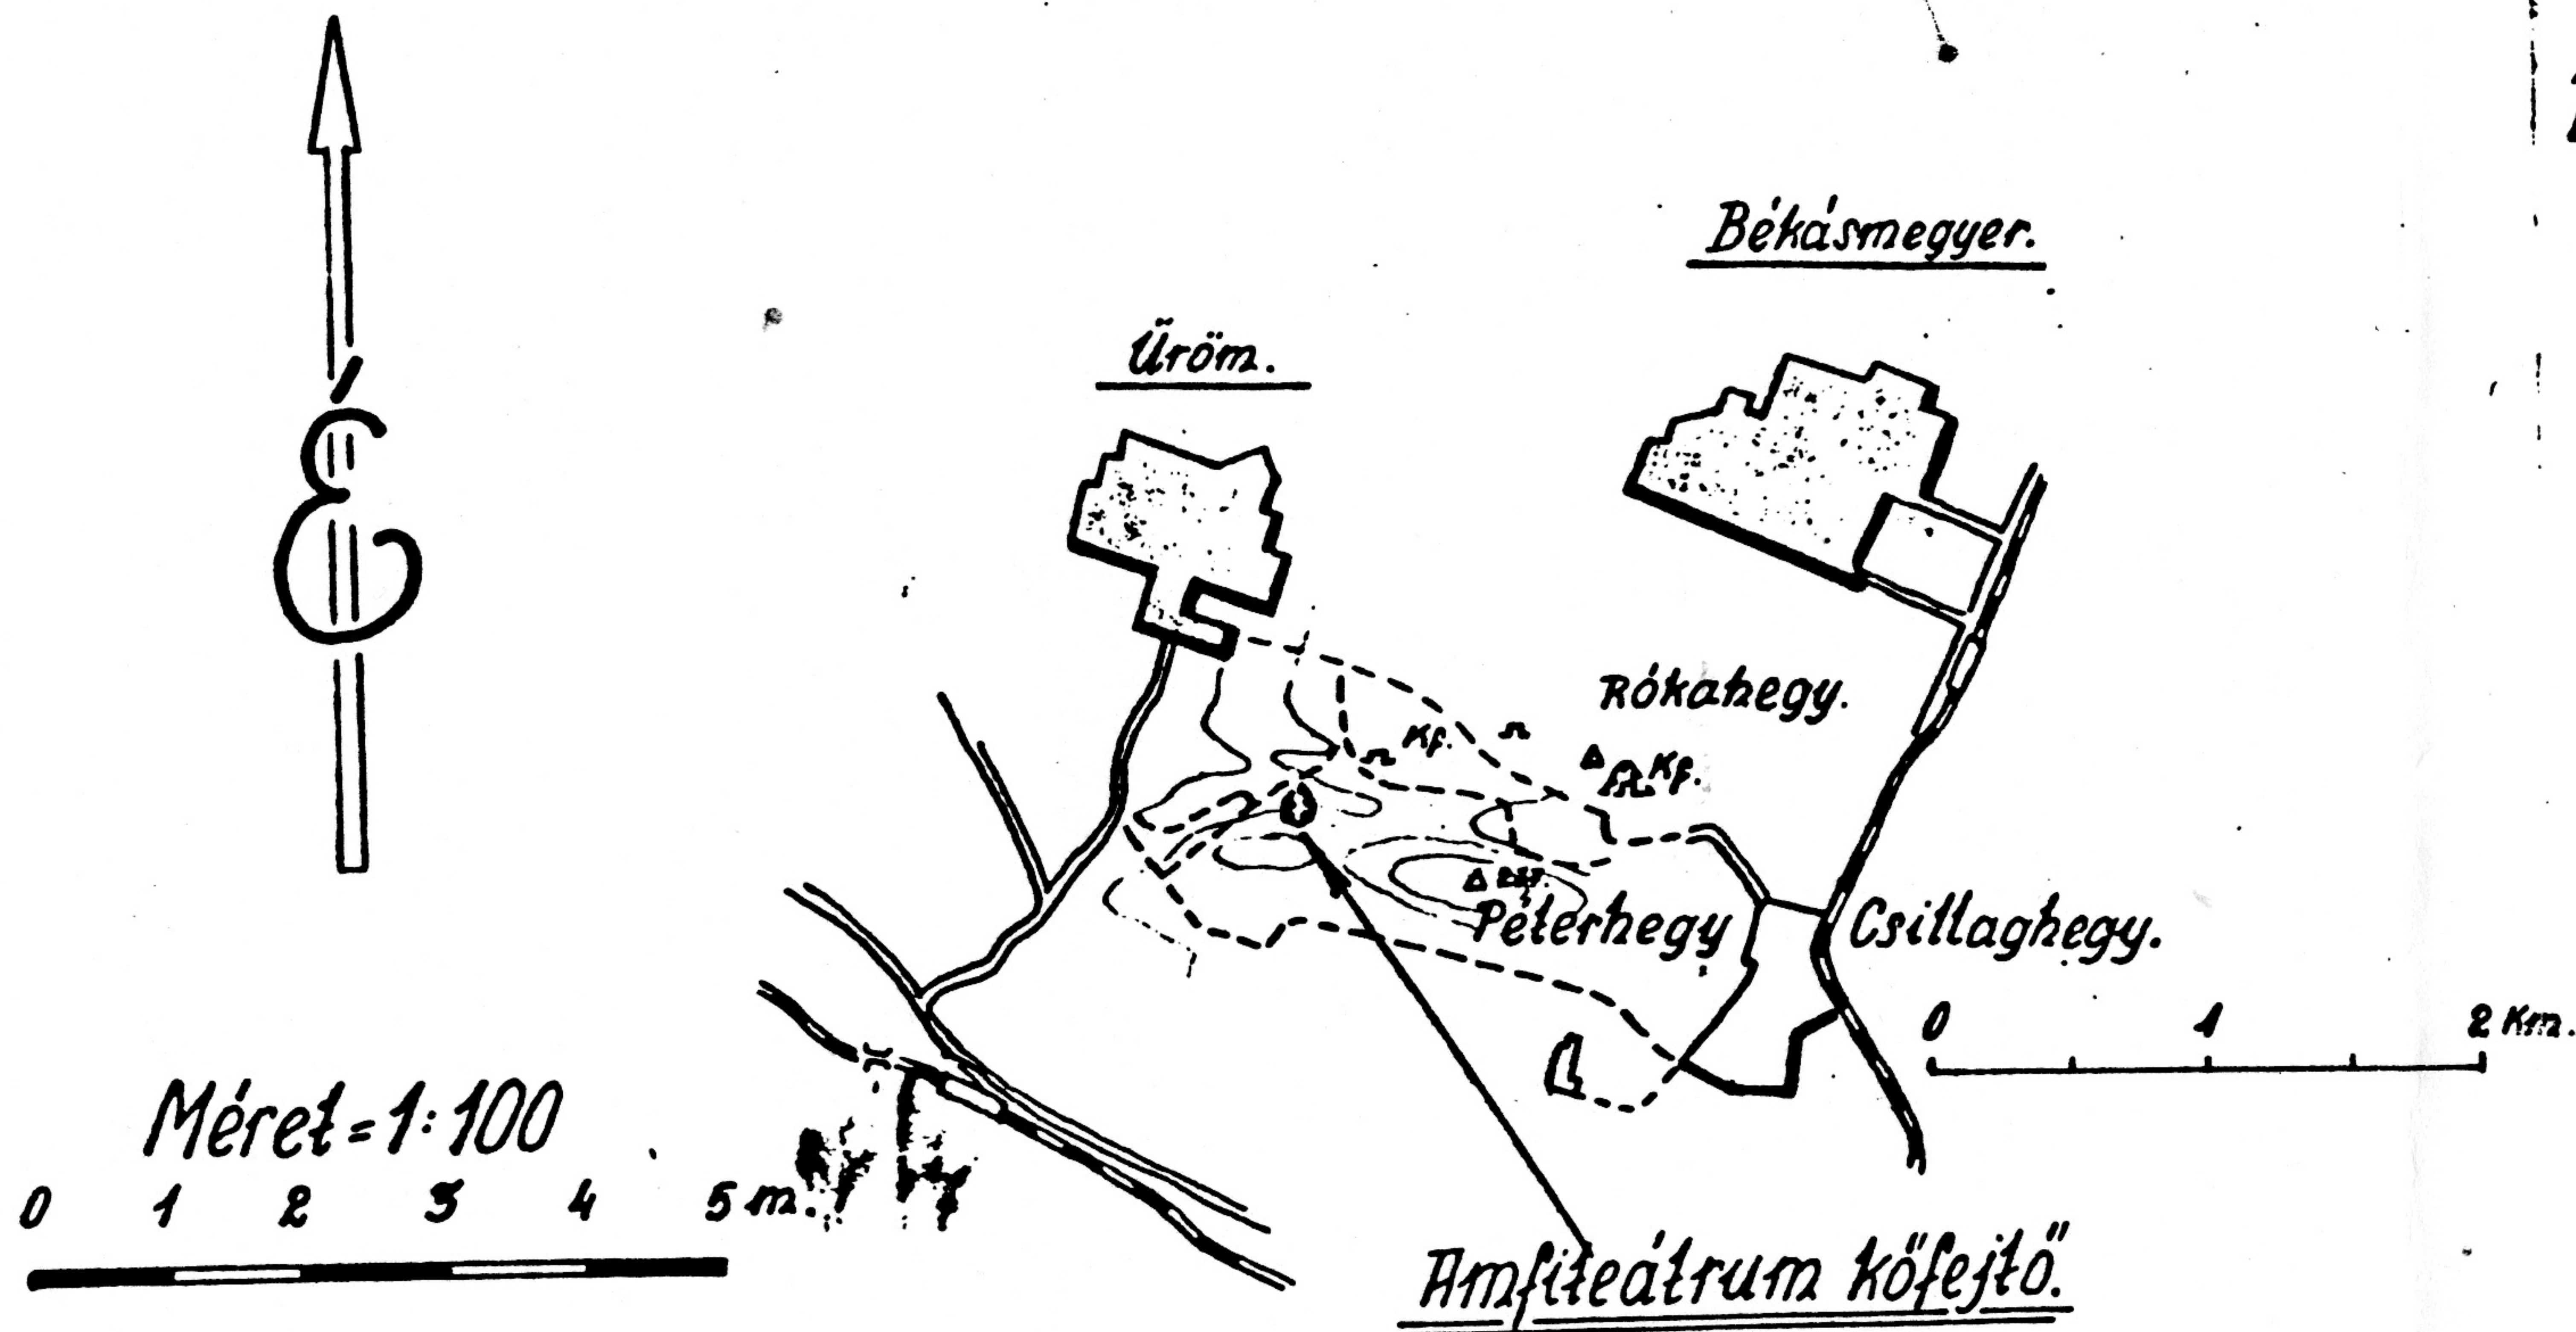 É
Békásmegyer.
Üröm.
Rókahegy.
Kf.
Kf.
Péterhegy
Csillaghegy.
0 1 2 Km.
Méret=1:100
0 1 2 3 4 5 m.
Amfiteátrum kőfejtő.